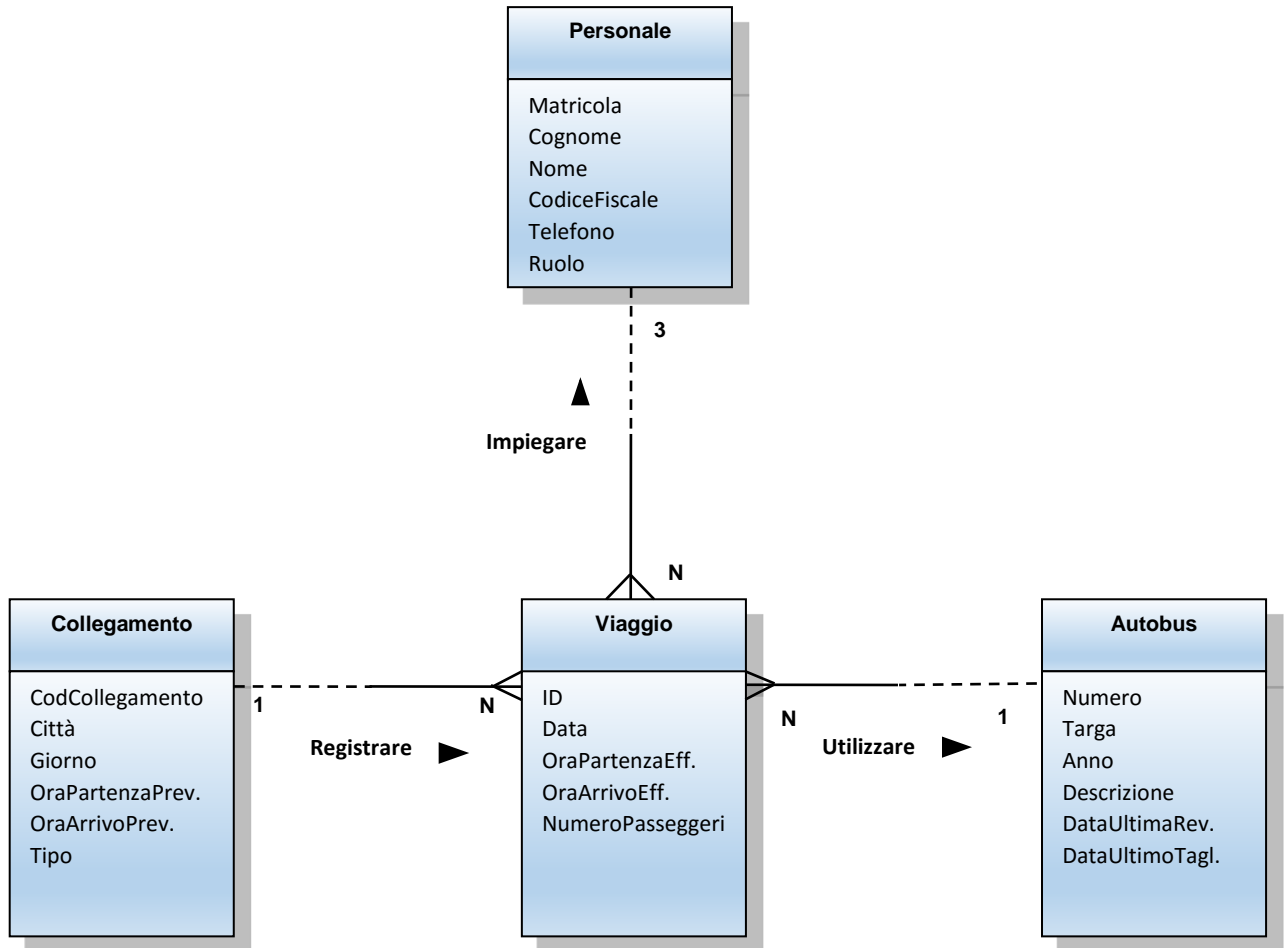 Personale
Matricola
Cognome
Nome
CodiceFiscale
Telefono
Ruolo
3
Impiegare
N
Collegamento
CodCollegamento
Città
Giorno
OraPartenzaPrev.
OraArrivoPrev.
Tipo
1
N
Registrare
Viaggio
ID
Data
OraPartenzaEff.
OraArrivoEff.
NumeroPasseggeri
N
1
Utilizzare
Autobus
Numero
Targa
Anno
Descrizione
DataUltimaRev.
DataUltimoTagl.